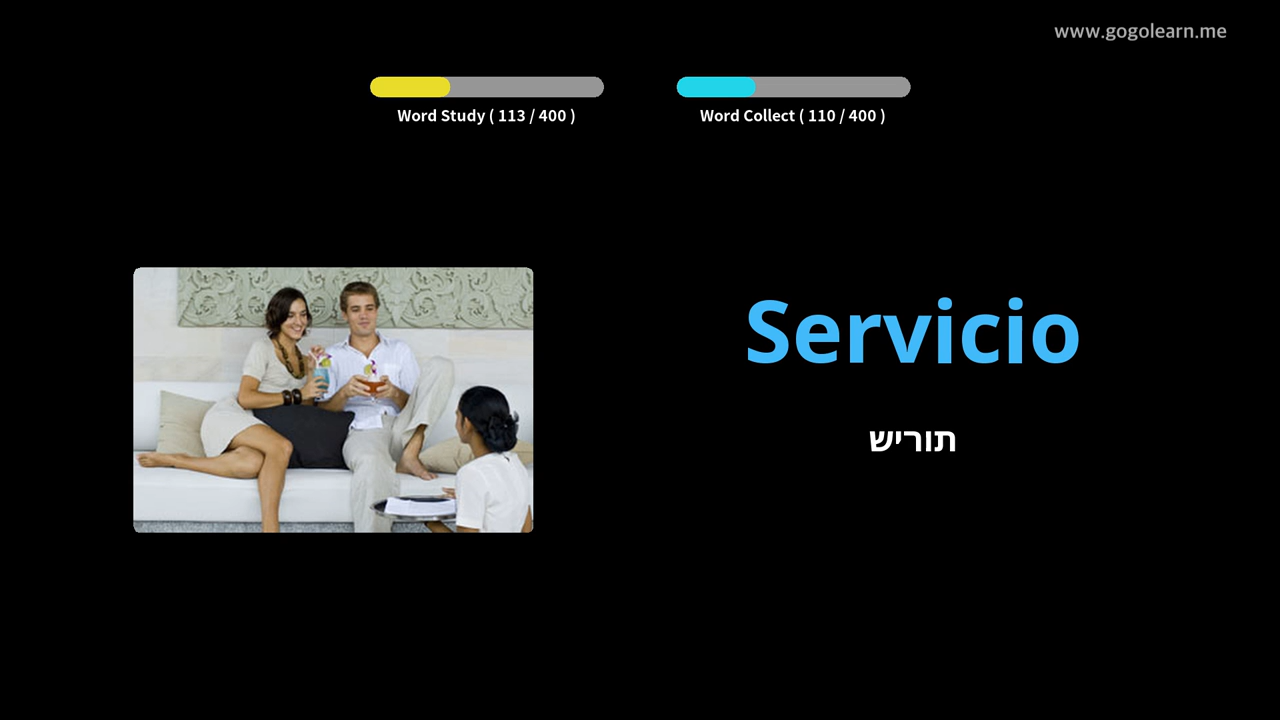 www.gogolearn.me
Word Study ( 113 / 400 )
Word Collect ( 110 / 400 )
Servicio
תוריש